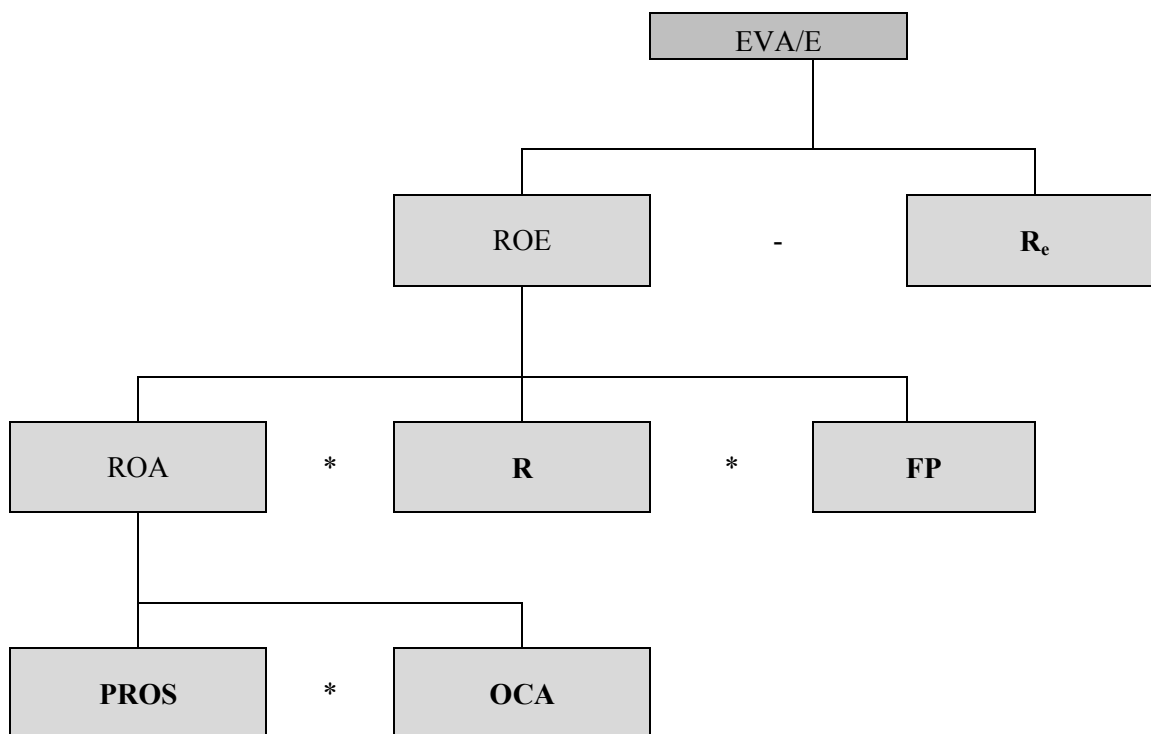 EVA/E
ROE - Rₑ
ROA * R * FP
PROS * OCA